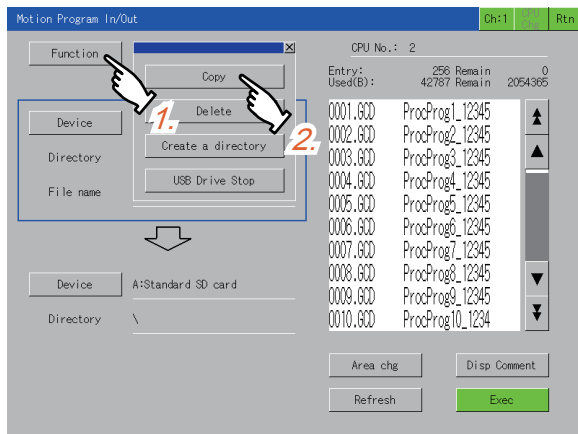 Motion Program In/Out
Ch:1
CPU Chg
Rtn
Function
Copy
Delete
Create a directory
USB Drive Stop
1.
2.
Device
Directory
File name
Device
A:Standard SD card
Directory
\
CPU No.: 2
Entry: 256 Remain 0
Used(B): 42787 Remain 2054365
0001.GCD ProcProg1_12345
0002.GCD ProcProg2_12345
0003.GCD ProcProg3_12345
0004.GCD ProcProg4_12345
0005.GCD ProcProg5_12345
0006.GCD ProcProg6_12345
0007.GCD ProcProg7_12345
0008.GCD ProcProg8_12345
0009.GCD ProcProg9_12345
0010.GCD ProcProg10_1234
Area chg
Disp Comment
Refresh
Exec